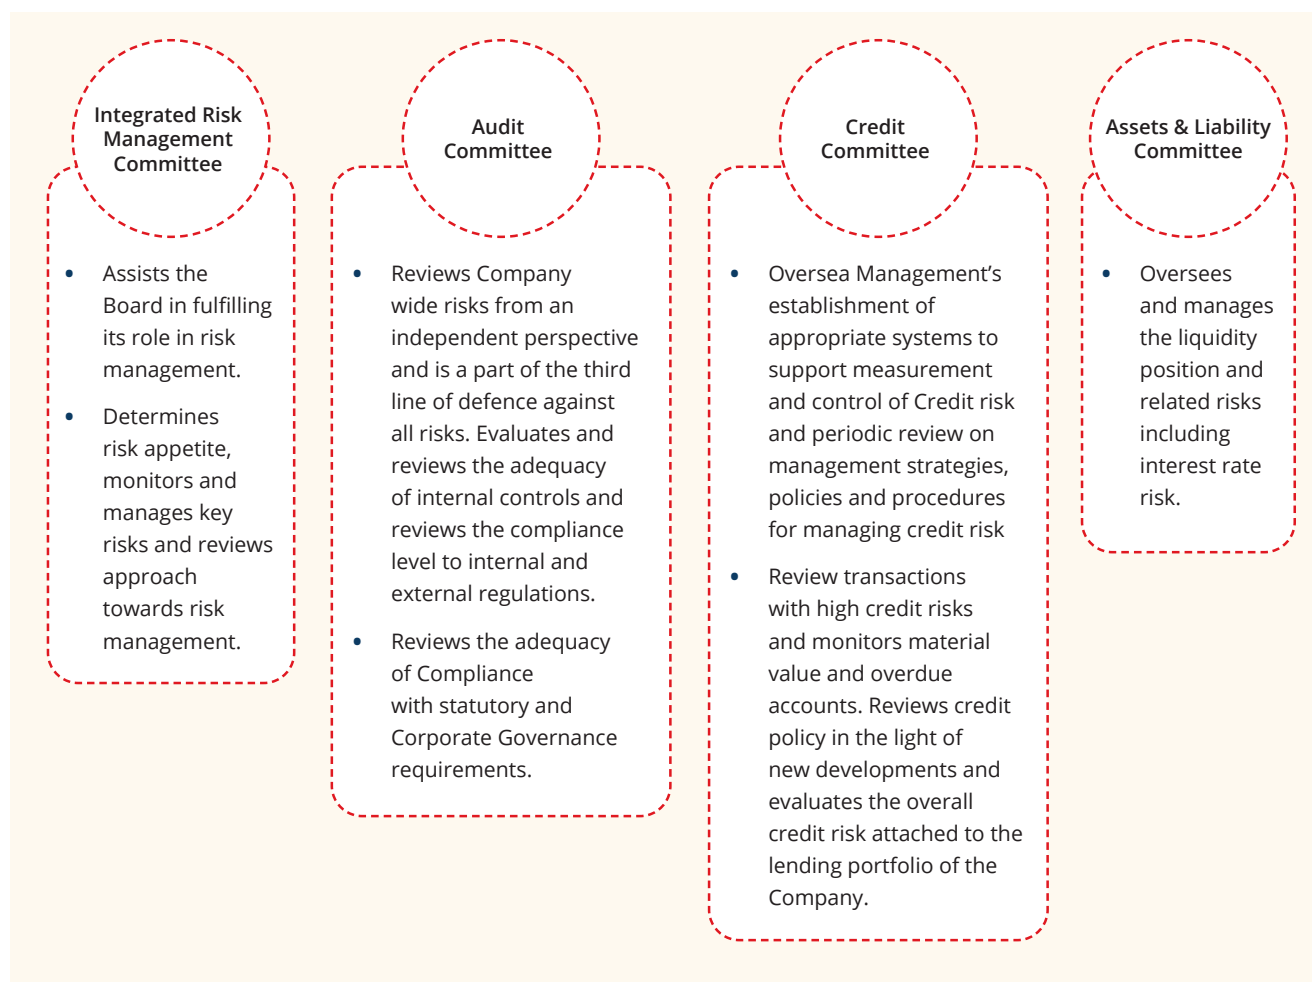 Integrated Risk
Management
Committee
• Assists the
Board in fulfilling
its role in risk
management.
• Determines
risk appetite,
monitors and
manages key
risks and reviews
approach
towards risk
management.
Audit
Committee
• Reviews Company
wide risks from an
independent perspective
and is a part of the third
line of defence against
all risks. Evaluates and
reviews the adequacy
of internal controls and
reviews the compliance
level to internal and
external regulations.
• Reviews the adequacy
of Compliance
with statutory and
Corporate Governance
requirements.
Credit
Committee
• Oversea Management’s
establishment of
appropriate systems to
support measurement
and control of Credit risk
and periodic review on
management strategies,
policies and procedures
for managing credit risk
• Review transactions
with high credit risks
and monitors material
value and overdue
accounts. Reviews credit
policy in the light of
new developments and
evaluates the overall
credit risk attached to the
lending portfolio of the
Company.
Assets & Liability
Committee
• Oversees
and manages
the liquidity
position and
related risks
including
interest rate
risk.